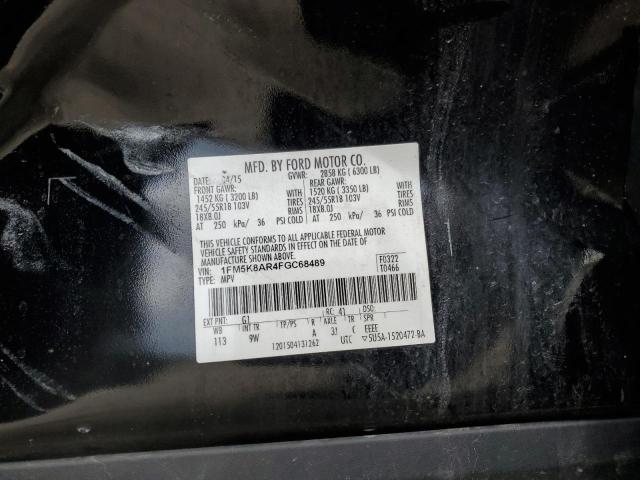 MFD. BY FORD MOTOR CO.
DATE: /15 GVWR: 2858 KG ( 6300 LB)
FRONT GAWR: REAR GAWR:
1452 KG ( 3200 LB) 1520 KG ( 3350 LB)
245/55R18 103V TIRES 245/55R18 103V TIRES
18X8.0J RIMS 18X8.0J RIMS
AT 250 kPa/ 36 PSI COLD AT 250 kPa/ 36 PSI COLD
THIS VEHICLE CONFORMS TO ALL APPLICABLE FEDERAL MOTOR
VEHICLE SAFETY STANDARDS IN EFFECT ON THE DATE OF
MANUFACTURE SHOWN ABOVE.
VIN: 1FM5K8AR4FGC68489 F0322
TYPE: MPV T0466
EXT PNT: G1 RC: 41 DSO:
WB INT TR TP/PS R AXLE TR SPR
113 9W A C EEEE
1201504131262 UTC ▽5U5A-1520472-BA